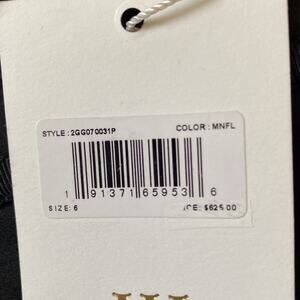 STYLE : 2GG070031P COLOR : MNFL
1 91371 65953 6
SIZE: 6 ICE: $625.00